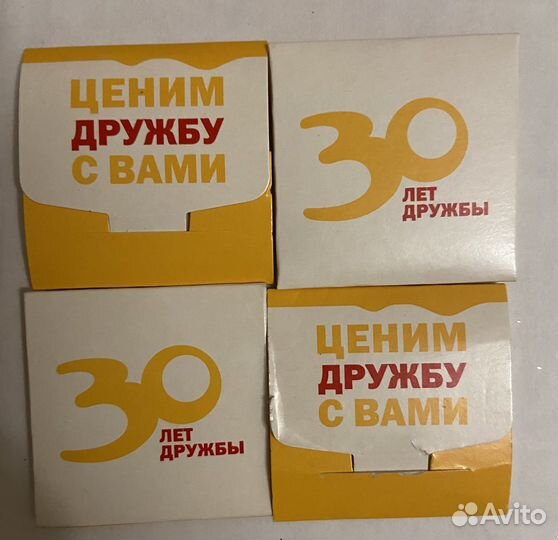 ЦЕНИМ
ДРУЖБУ
С ВАМИ
30
ЛЕТ
ДРУЖБЫ
30
ЛЕТ
ДРУЖБЫ
ЦЕНИМ
ДРУЖБУ
С ВАМИ
Avito